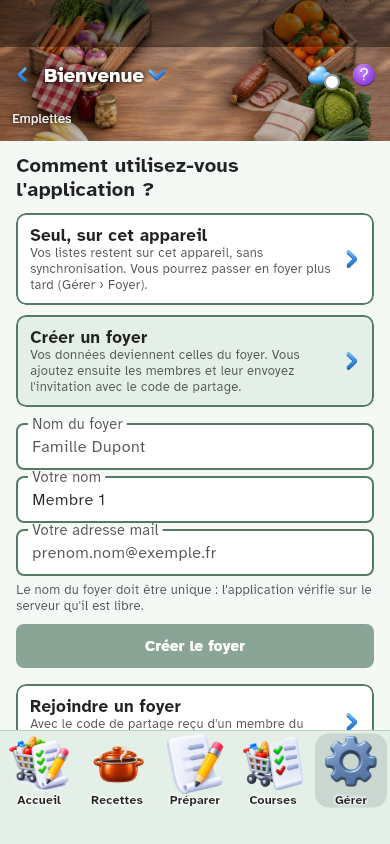 Bienvenue
?
Emplettes
Comment utilisez-vous
l'application ?
Seul, sur cet appareil
Vos listes restent sur cet appareil, sans
synchronisation. Vous pourrez passer en foyer plus
tard (Gérer › Foyer).
Créer un foyer
Vos données deviennent celles du foyer. Vous
ajoutez ensuite les membres et leur envoyez
l'invitation avec le code de partage.
Nom du foyer
Famille Dupont
Votre nom
Membre 1
Votre adresse mail
prenom.nom@exemple.fr
Le nom du foyer doit être unique : l'application vérifie sur le
serveur qu'il est libre.
Créer le foyer
Rejoindre un foyer
Avec le code de partage reçu d'un membre du
Accueil
Recettes
Préparer
Courses
Gérer